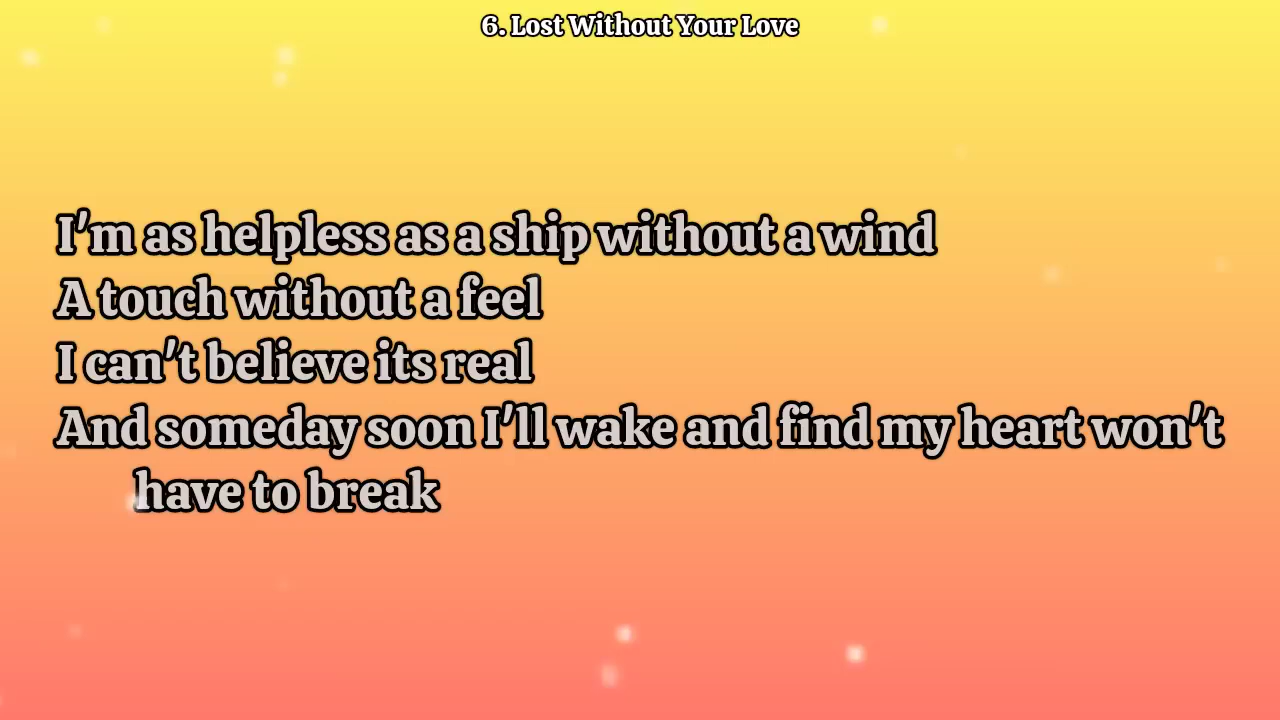 6. Lost Without Your Love
I'm as helpless as a ship without a wind
A touch without a feel
I can't believe its real
And someday soon I'll wake and find my heart won't
have to break